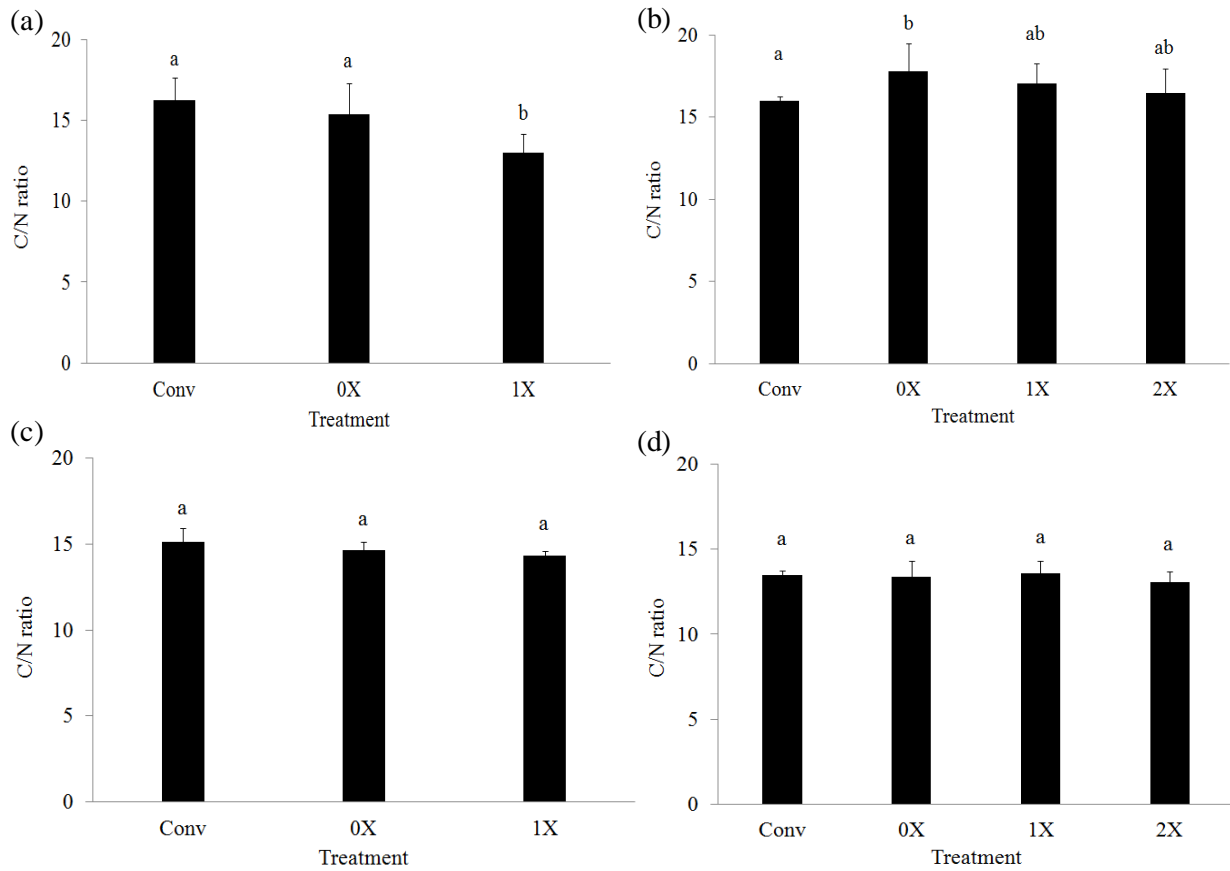 (a)
20
15
10
5
0
C/N ratio
a
a
b
Conv
0X
1X
Treatment
(b)
20
15
10
5
0
C/N ratio
a
b
ab
ab
Conv
0X
1X
2X
Treatment
(c)
20
15
10
5
0
C/N ratio
a
a
a
Conv
0X
1X
Treatment
(d)
20
15
10
5
0
C/N ratio
a
a
a
a
Conv
0X
1X
2X
Treatment